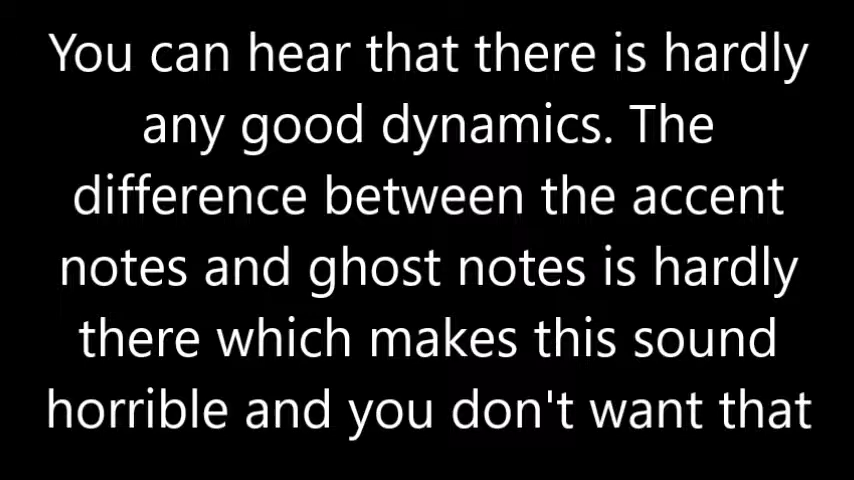 You can hear that there is hardly
any good dynamics. The
difference between the accent
notes and ghost notes is hardly
there which makes this sound
horrible and you don't want that